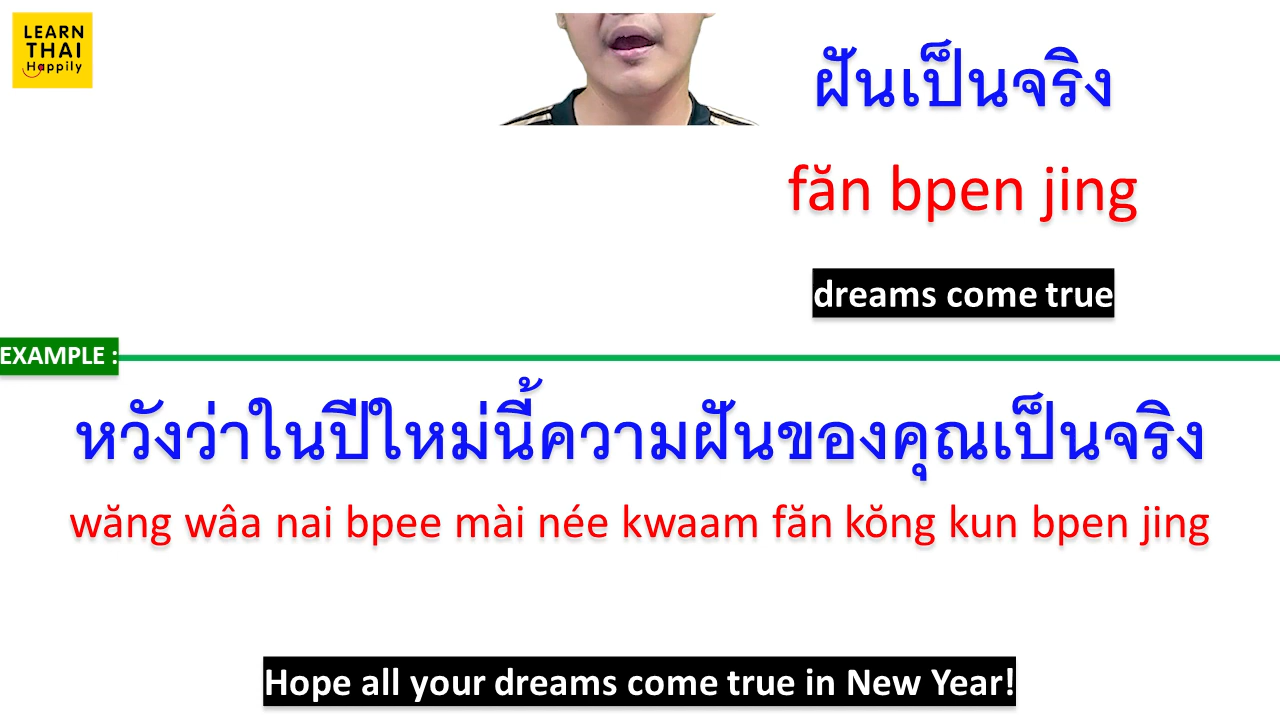 LEARN
THAI
Happily
ฝันเป็นจริง
făn bpen jing
dreams come true
EXAMPLE :
หวังว่าในปีใหม่นี้ความฝันของคุณเป็นจริง
wăng wâa nai bpee mài née kwaam făn kŏng kun bpen jing
Hope all your dreams come true in New Year!